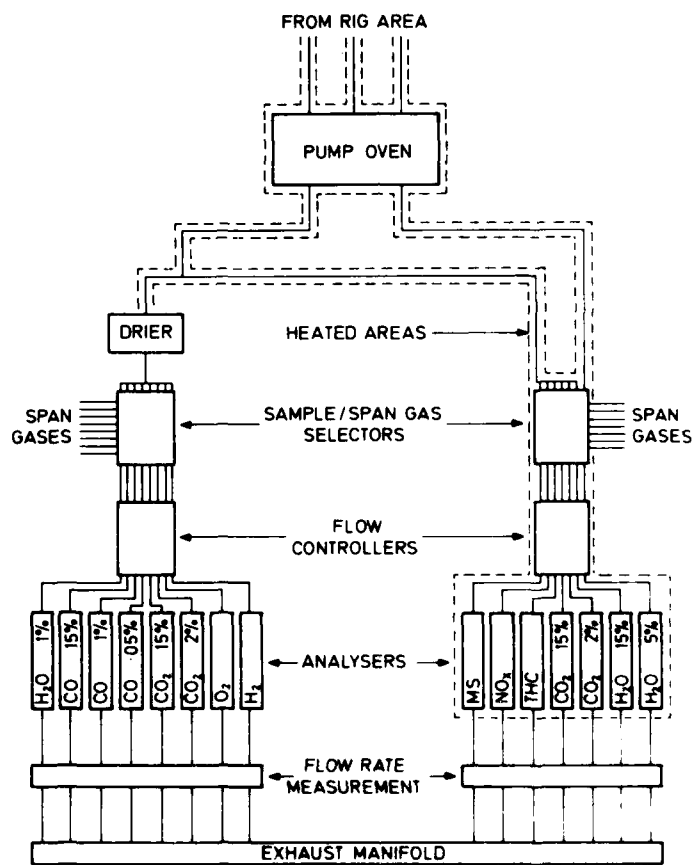 FROM RIG AREA
PUMP OVEN
DRIER
HEATED AREAS
SPAN
GASES
SAMPLE/SPAN GAS
SELECTORS
SPAN
GASES
FLOW
CONTROLLERS
H₂O 1%
CO 15%
CO 1%
CO 05%
CO₂ 15%
CO₂ 2%
O₂
H₂
ANALYSERS
MS
NOₓ
THC
CO₂ 15%
CO₂ 2%
H₂O 15%
H₂O 5%
FLOW RATE
MEASUREMENT
EXHAUST MANIFOLD